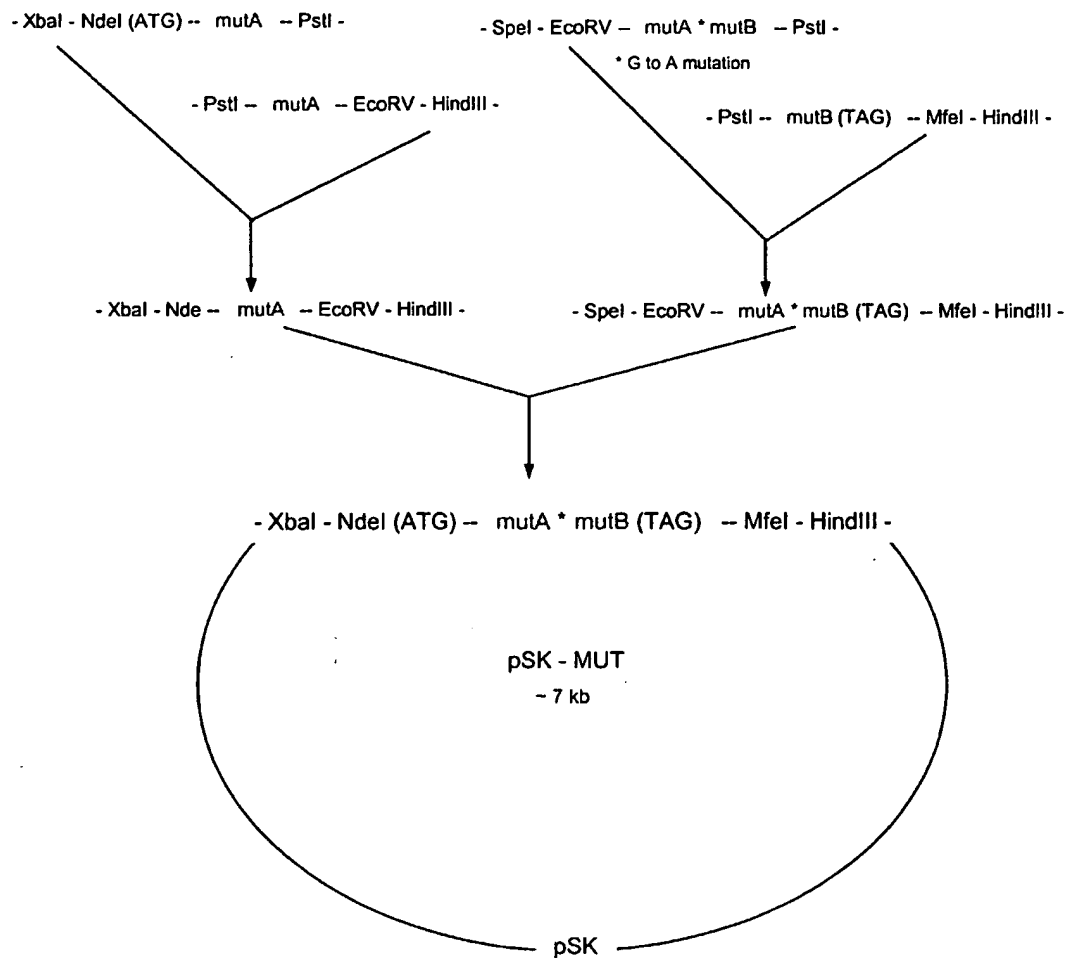 - XbaI - NdeI (ATG) -- mutA -- PstI -
- SpeI - EcoRV -- mutA * mutB -- PstI -
* G to A mutation
- PstI -- mutA -- EcoRV - HindIII -
- PstI -- mutB (TAG) -- MfeI - HindIII -
- XbaI - Nde -- mutA -- EcoRV - HindIII -
- SpeI - EcoRV -- mutA * mutB (TAG) -- MfeI - HindIII -
- XbaI - NdeI (ATG) -- mutA * mutB (TAG) -- MfeI - HindIII -
pSK - MUT
~ 7 kb
pSK